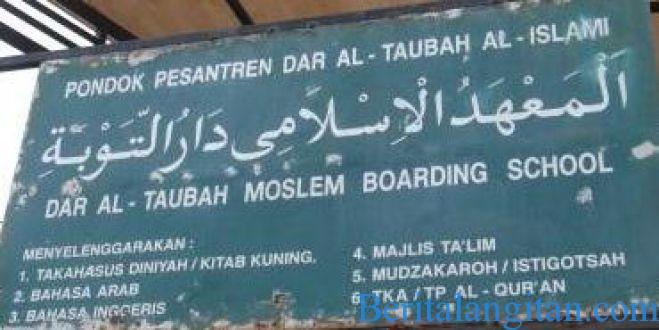 PONDOK PESANTREN DAR AL - TAUBAH AL - ISLAMI
اَلْمَعْهَدُ الْاِسْلَامِي دَارُ التَّوْبَةِ
DAR AL - TAUBAH MOSLEM BOARDING SCHOOL
MENYELENGGARAKAN :
1. TAKAHASUS DINIYAH / KITAB KUNING.
2. BAHASA ARAB
3. BAHASA INGGERIS
4. MAJLIS TA'LIM
5. MUDZAKAROH / ISTIGOTSAH
6. TKA / TP AL - QUR'AN
Beritalangitan.com